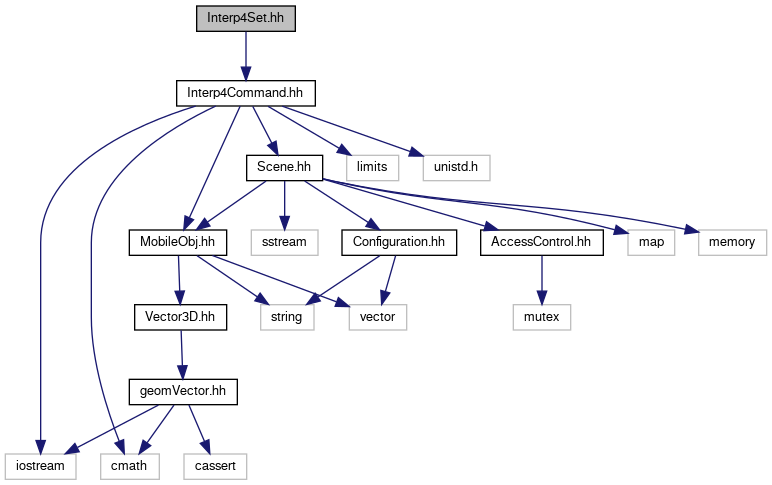 Interp4Set.hh
Interp4Command.hh
Scene.hh
limits
unistd.h
MobileObj.hh
sstream
Configuration.hh
AccessControl.hh
map
memory
Vector3D.hh
string
vector
mutex
geomVector.hh
iostream
cmath
cassert